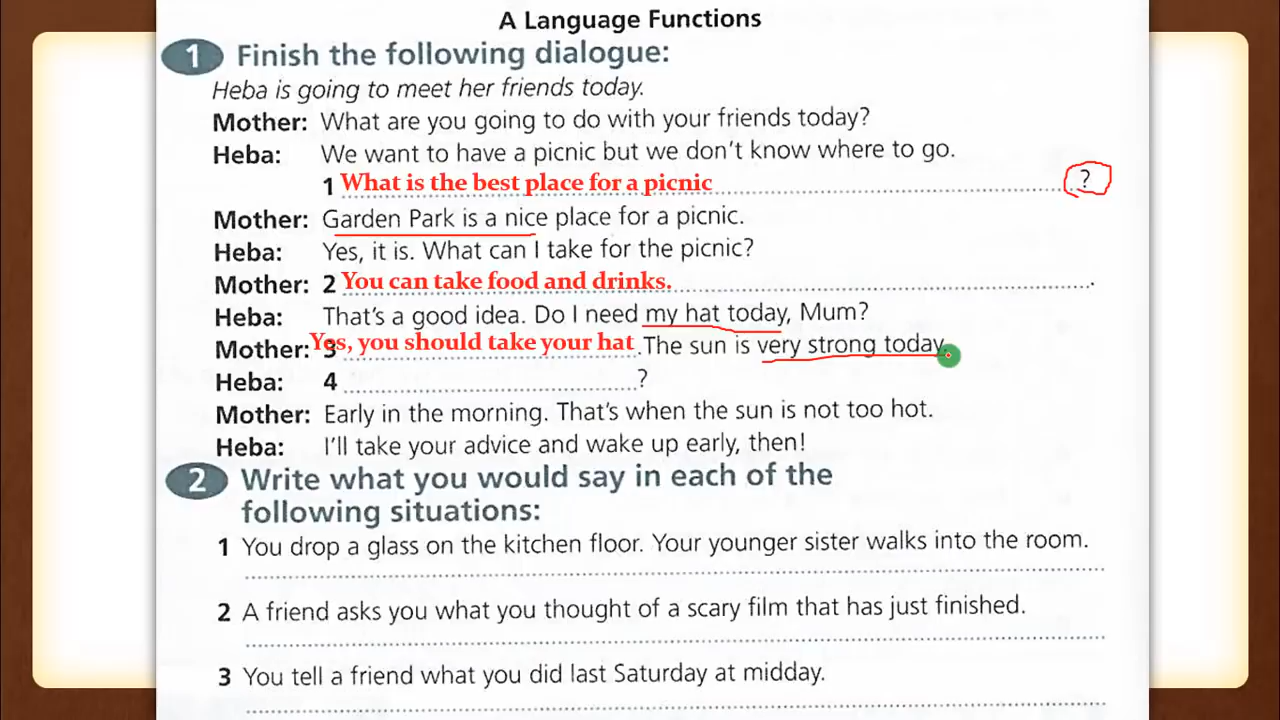 A Language Functions
1 Finish the following dialogue:
Heba is going to meet her friends today.
Mother: What are you going to do with your friends today?
Heba: We want to have a picnic but we don't know where to go.
1 What is the best place for a picnic ?
Mother: Garden Park is a nice place for a picnic.
Heba: Yes, it is. What can I take for the picnic?
Mother: 2 You can take food and drinks. .
Heba: That's a good idea. Do I need my hat today, Mum?
Mother: 3 Yes, you should take your hat .The sun is very strong today.
Heba: 4 ?
Mother: Early in the morning. That's when the sun is not too hot.
Heba: I'll take your advice and wake up early, then!
2 Write what you would say in each of the
following situations:
1 You drop a glass on the kitchen floor. Your younger sister walks into the room.
2 A friend asks you what you thought of a scary film that has just finished.
3 You tell a friend what you did last Saturday at midday.